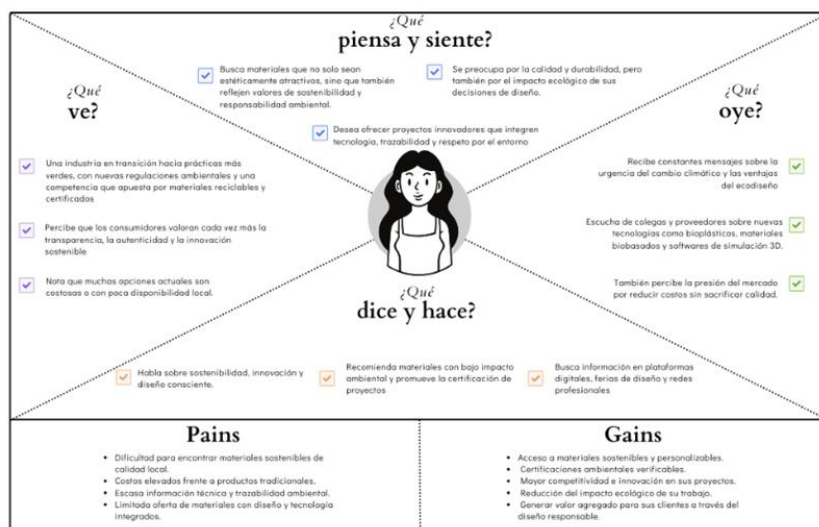 ¿Qué
piensa y siente?
Busca materiales que no solo sean
estéticamente atractivos, sino que también
reflejen valores de sostenibilidad y
responsabilidad ambiental.
Se preocupa por la calidad y durabilidad, pero
también por el impacto ecológico de sus
decisiones de diseño.
Desea ofrecer proyectos innovadores que integren
tecnología, trazabilidad y respeto por el entorno
¿Qué
ve?
Una industria en transición hacia prácticas más
verdes, con nuevas regulaciones ambientales y una
competencia que apuesta por materiales reciclables y
certificados
Percibe que los consumidores valoran cada vez más la
transparencia, la autenticidad y la innovación
sostenible
Nota que muchas opciones actuales son
costosas o con poca disponibilidad local.
¿Qué
oye?
Recibe constantes mensajes sobre la
urgencia del cambio climático y las ventajas
del ecodiseño
Escucha de colegas y proveedores sobre nuevas
tecnologías como bioplásticos, materiales
biobasados y softwares de simulación 3D.
También percibe la presión del mercado
por reducir costos sin sacrificar calidad.
¿Qué
dice y hace?
Habla sobre sostenibilidad, innovación y
diseño consciente.
Recomienda materiales con bajo impacto
ambiental y promueve la certificación de
proyectos
Busca información en plataformas
digitales, ferias de diseño y redes
profesionales
Pains
Dificultad para encontrar materiales sostenibles de
calidad local.
Costos elevados frente a productos tradicionales.
Escasa información técnica y trazabilidad ambiental.
Limitada oferta de materiales con diseño y tecnología
integrados.
Gains
Acceso a materiales sostenibles y personalizables.
Certificaciones ambientales verificables.
Mayor competitividad e innovación en sus proyectos.
Reducción del impacto ecológico de su trabajo.
Generar valor agregado para sus clientes a través del
diseño responsable.